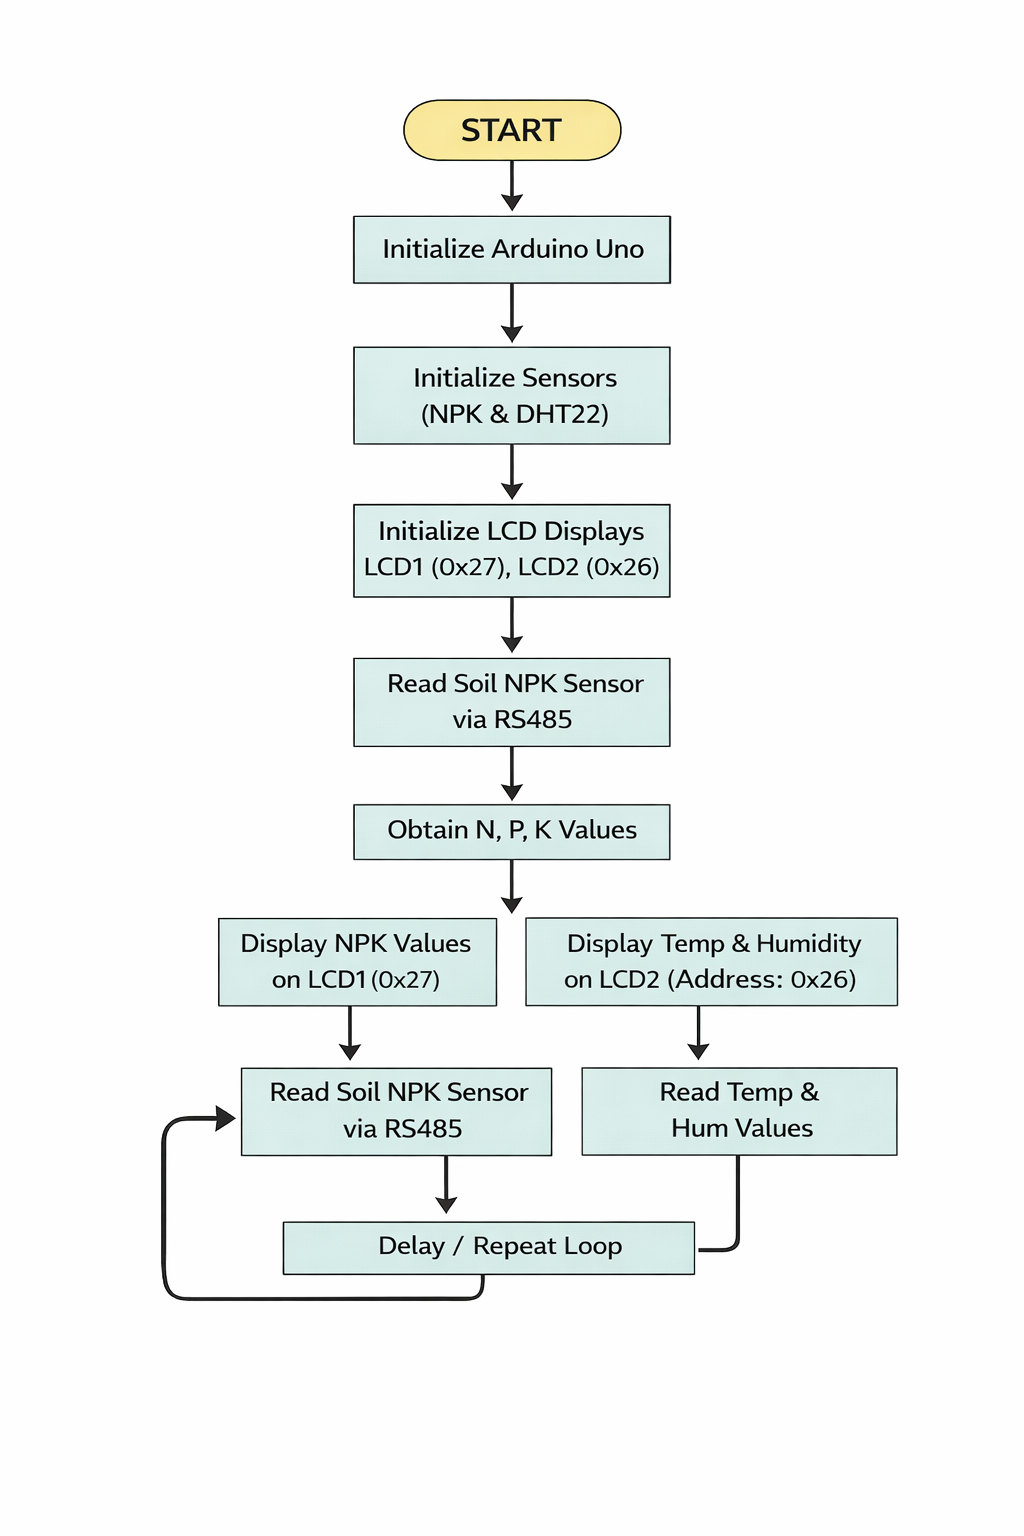 START
Initialize Arduino Uno
Initialize Sensors
(NPK & DHT22)
Initialize LCD Displays
LCD1 (0x27), LCD2 (0x26)
Read Soil NPK Sensor
via RS485
Obtain N, P, K Values
Display NPK Values
on LCD1 (0x27)
Display Temp & Humidity
on LCD2 (Address: 0x26)
Read Soil NPK Sensor
via RS485
Read Temp &
Hum Values
Delay / Repeat Loop